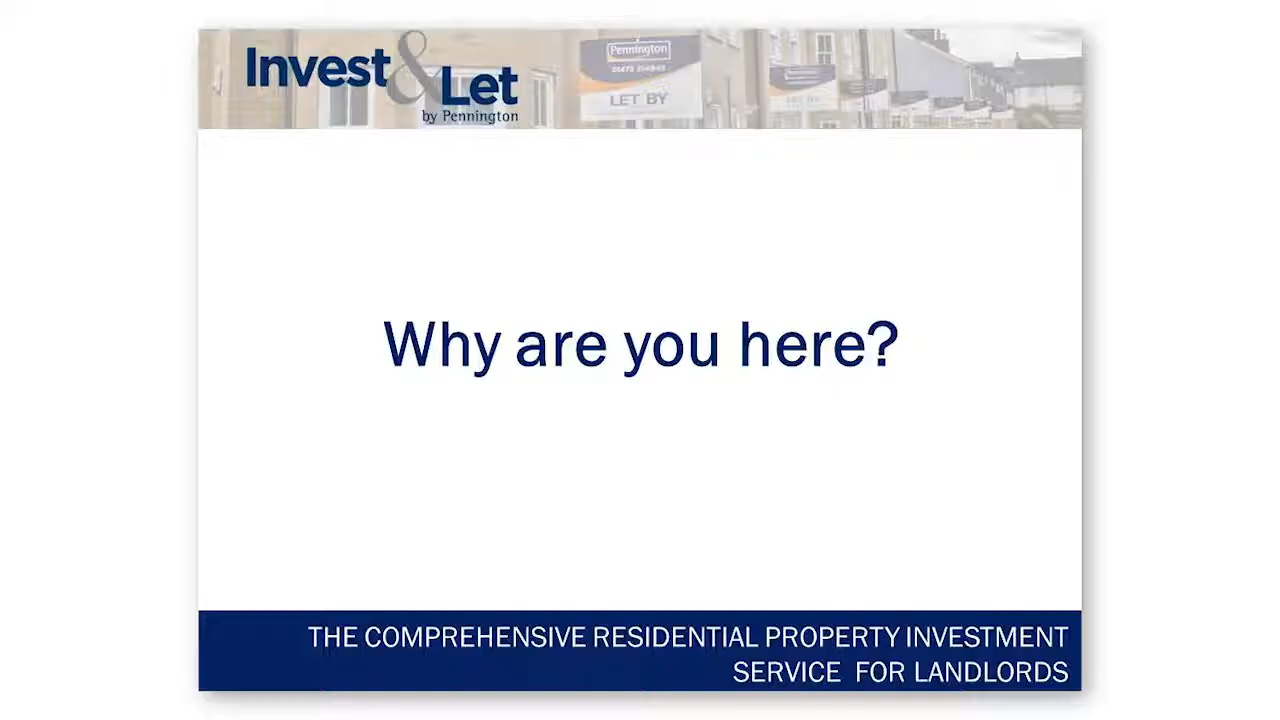 Invest & Let
by Pennington
Pennington
LET BY
Why are you here?
THE COMPREHENSIVE RESIDENTIAL PROPERTY INVESTMENT
SERVICE FOR LANDLORDS